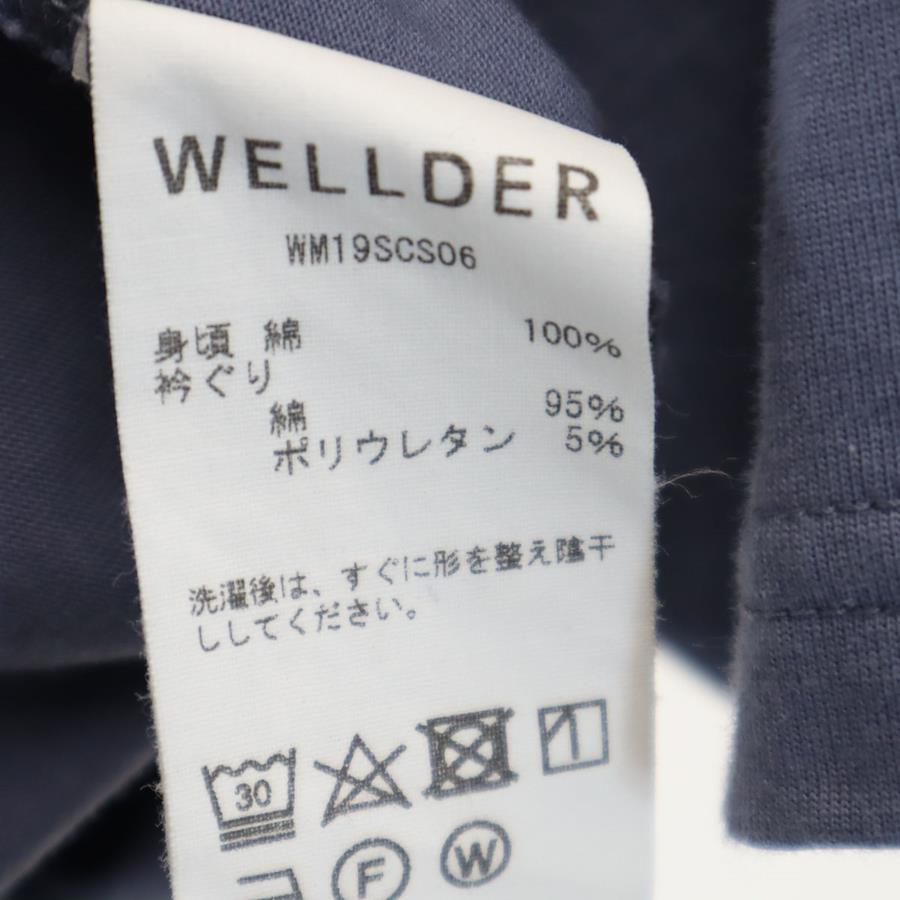 WELLDER
WM19SCS06
身頃 綿 100%
衿ぐり
綿 95%
ポリウレタン 5%
洗濯後は、すぐに形を整え陰干
ししてください。
30
F W